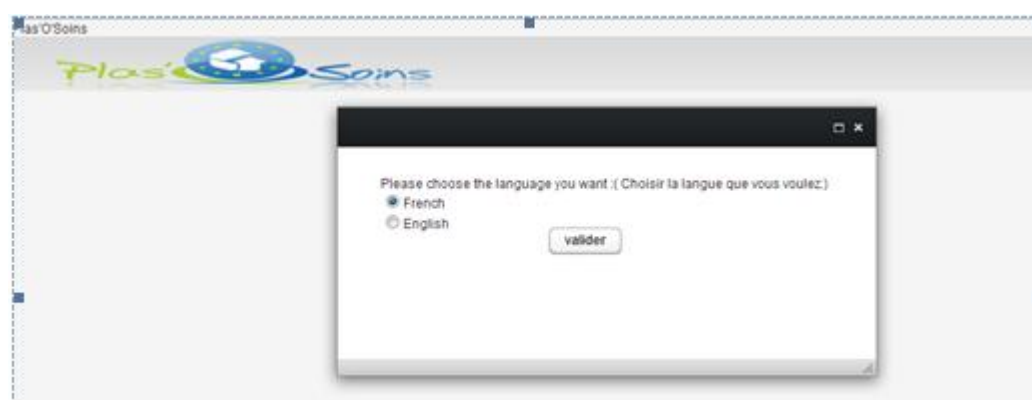 Plas'O'Soins
Plas'O Soins
Please choose the language you want :( Choisir la langue que vous voulez:)
French
English
valider